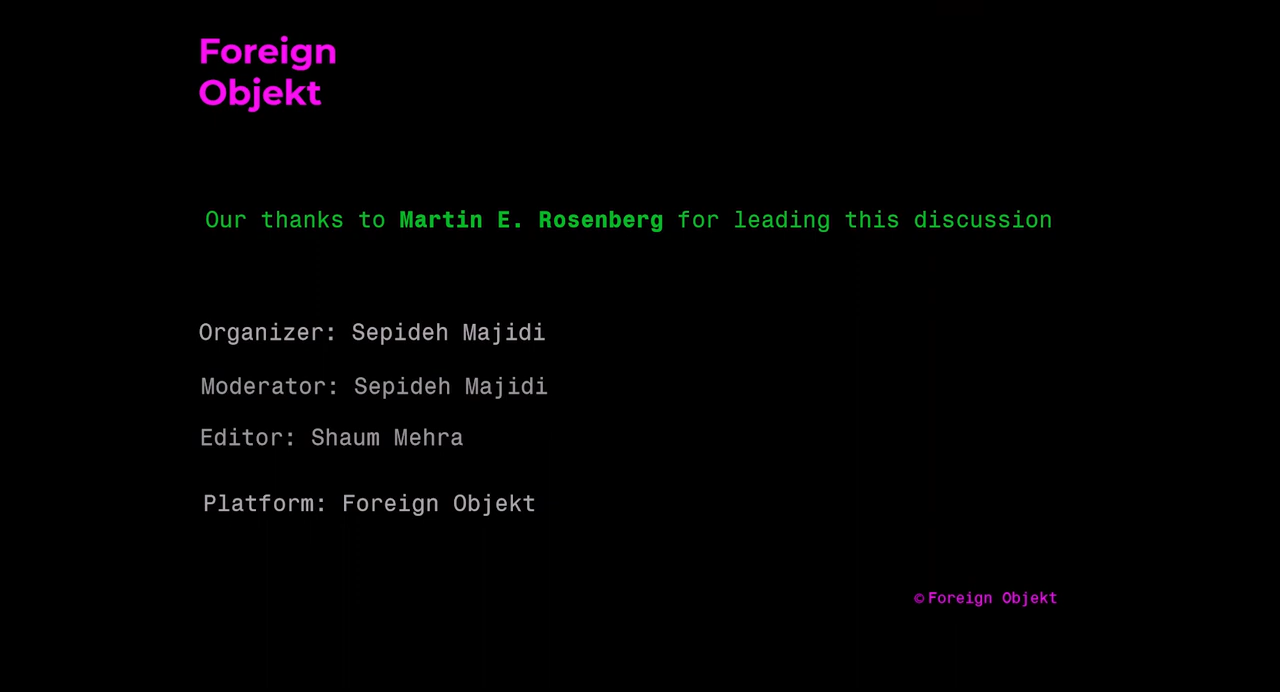 Foreign
Objekt
Our thanks to Martin E. Rosenberg for leading this discussion
Organizer: Sepideh Majidi
Moderator: Sepideh Majidi
Editor: Shaum Mehra
Platform: Foreign Objekt
© Foreign Objekt